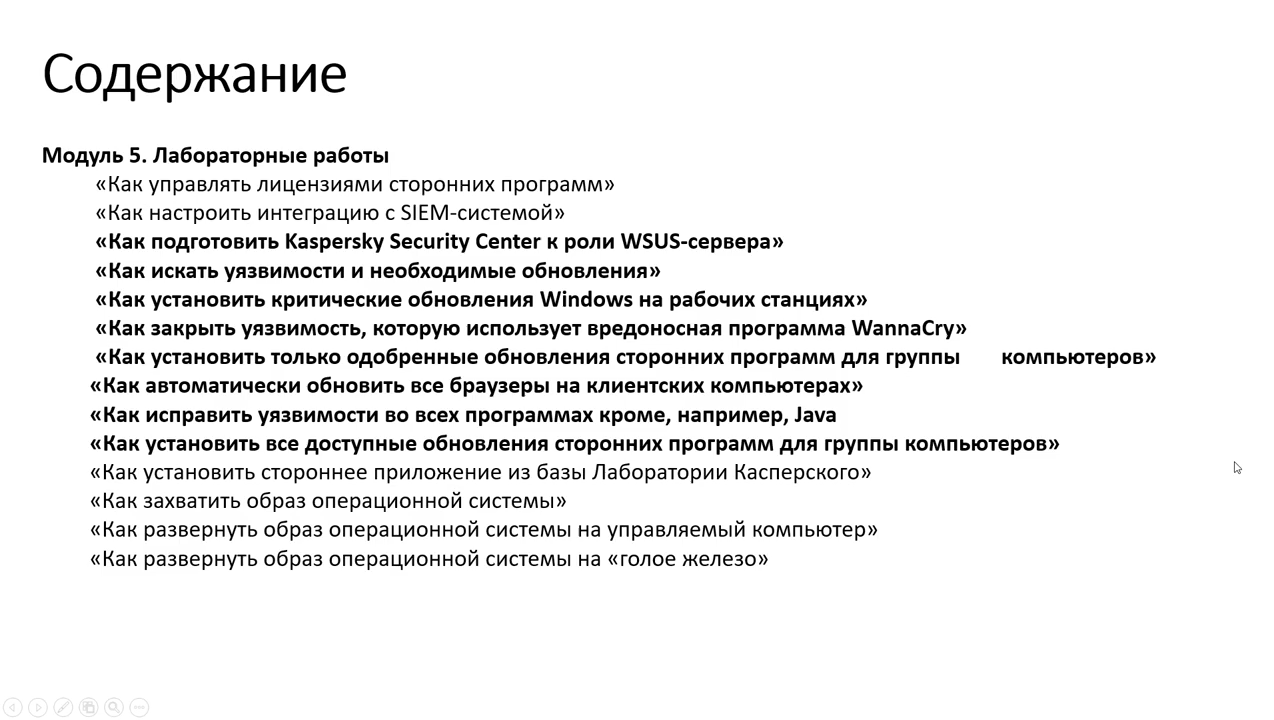 Содержание
Модуль 5. Лабораторные работы
«Как управлять лицензиями сторонних программ»
«Как настроить интеграцию с SIEM-системой»
«Как подготовить Kaspersky Security Center к роли WSUS-сервера»
«Как искать уязвимости и необходимые обновления»
«Как установить критические обновления Windows на рабочих станциях»
«Как закрыть уязвимость, которую использует вредоносная программа WannaCry»
«Как установить только одобренные обновления сторонних программ для группы компьютеров»
«Как автоматически обновить все браузеры на клиентских компьютерах»
«Как исправить уязвимости во всех программах кроме, например, Java
«Как установить все доступные обновления сторонних программ для группы компьютеров»
«Как установить стороннее приложение из базы Лаборатории Касперского»
«Как захватить образ операционной системы»
«Как развернуть образ операционной системы на управляемый компьютер»
«Как развернуть образ операционной системы на «голое железо»